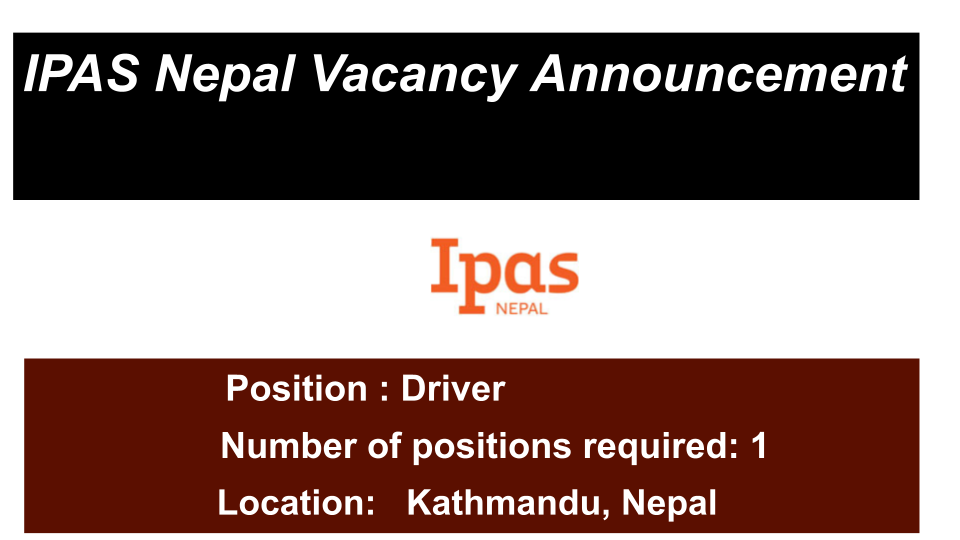 IPAS Nepal Vacancy Announcement
Ipas
NEPAL
Position : Driver
Number of positions required: 1
Location: Kathmandu, Nepal